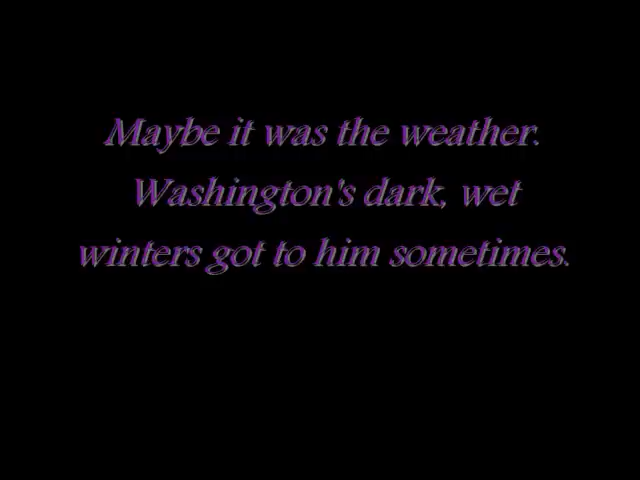 Maybe it was the weather.
Washington's dark, wet
winters got to him sometimes.